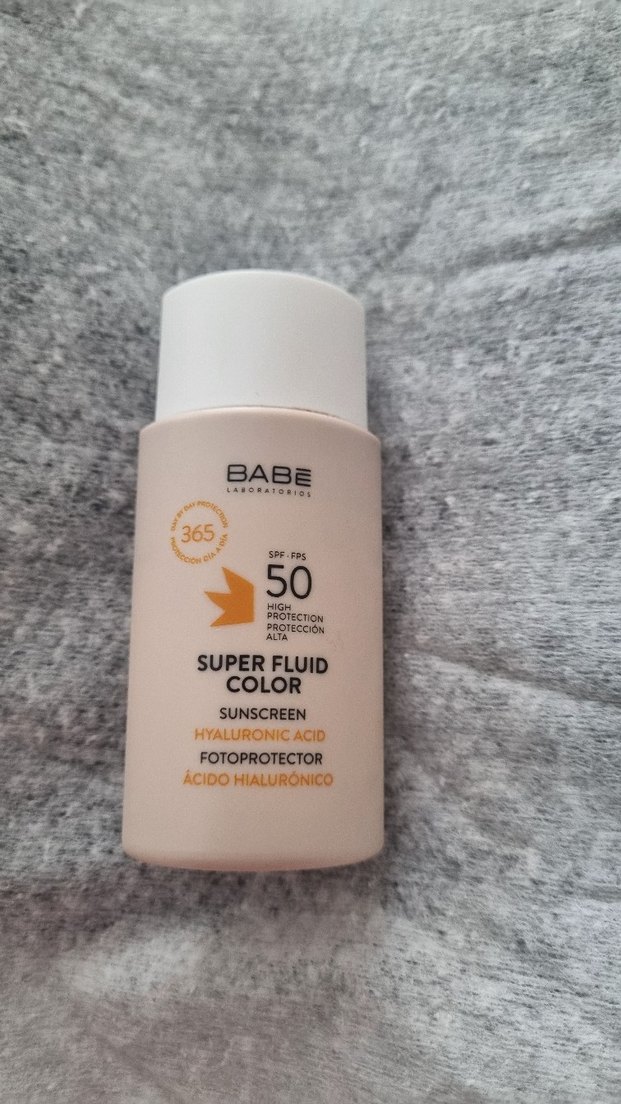 BABĒ
LABORATORIOS
DAY BY DAY PROTECTION
365
PROTECCIÓN DÍA A DÍA
SPF · FPS
50
HIGH
PROTECTION
PROTECCIÓN
ALTA
SUPER FLUID
COLOR
SUNSCREEN
HYALURONIC ACID
FOTOPROTECTOR
ÁCIDO HIALURÓNICO